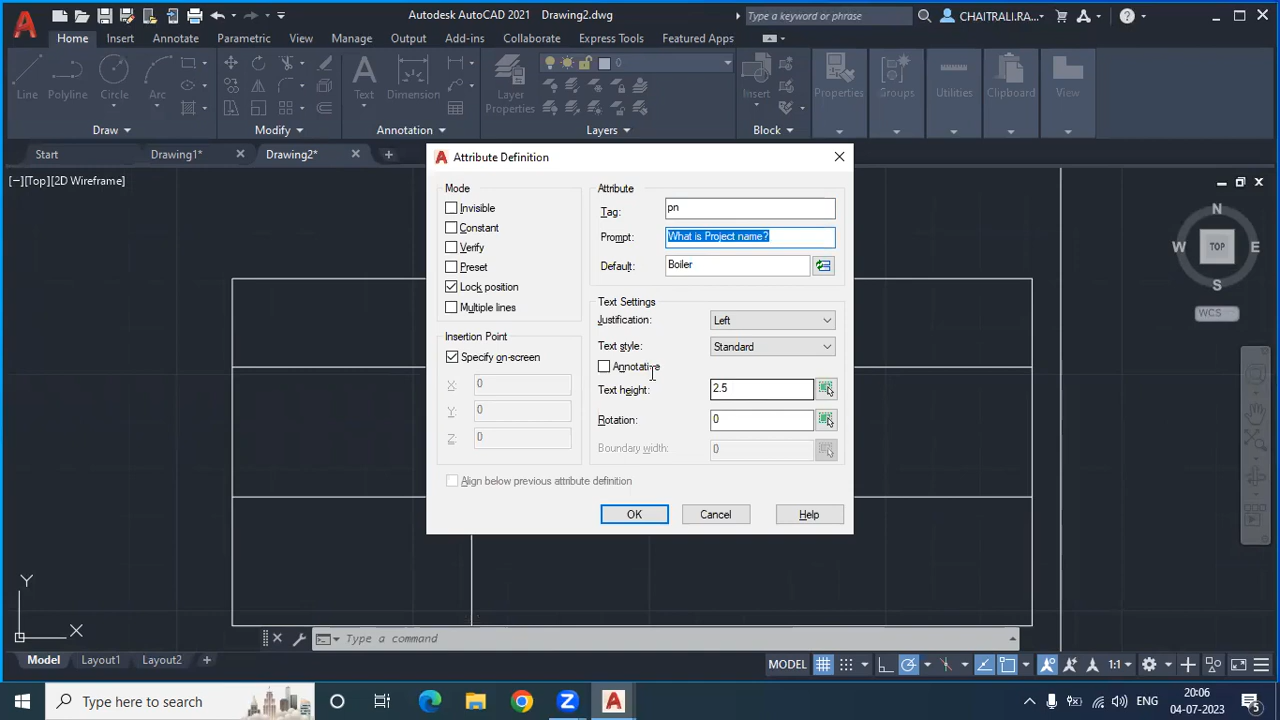 Autodesk AutoCAD 2021 Drawing2.dwg
Type a keyword or phrase
CHAITRALI.RA...
Home Insert Annotate Parametric View Manage Output Add-ins Collaborate Express Tools Featured Apps
0
Line Polyline Circle Arc
Text Dimension
Layer Properties
Insert
Properties Groups Utilities Clipboard View
Draw Modify Annotation Layers Block
Start Drawing1* Drawing2*
[−][Top][2D Wireframe]
Attribute Definition
Mode
Invisible
Constant
Verify
Preset
Lock position
Multiple lines
Insertion Point
Specify on-screen
X: 0
Y: 0
Z: 0
Align below previous attribute definition
Attribute
Tag: pn
Prompt: What is Project name?
Default: Boiler
Text Settings
Justification: Left
Text style: Standard
Annotative
Text height: 2.5
Rotation: 0
Boundary width: 0
OK Cancel Help
N
W TOP E
S
WCS
Y
X
Type a command
Model Layout1 Layout2
MODEL 1:1
Type here to search
ENG
20:06
04-07-2023
5